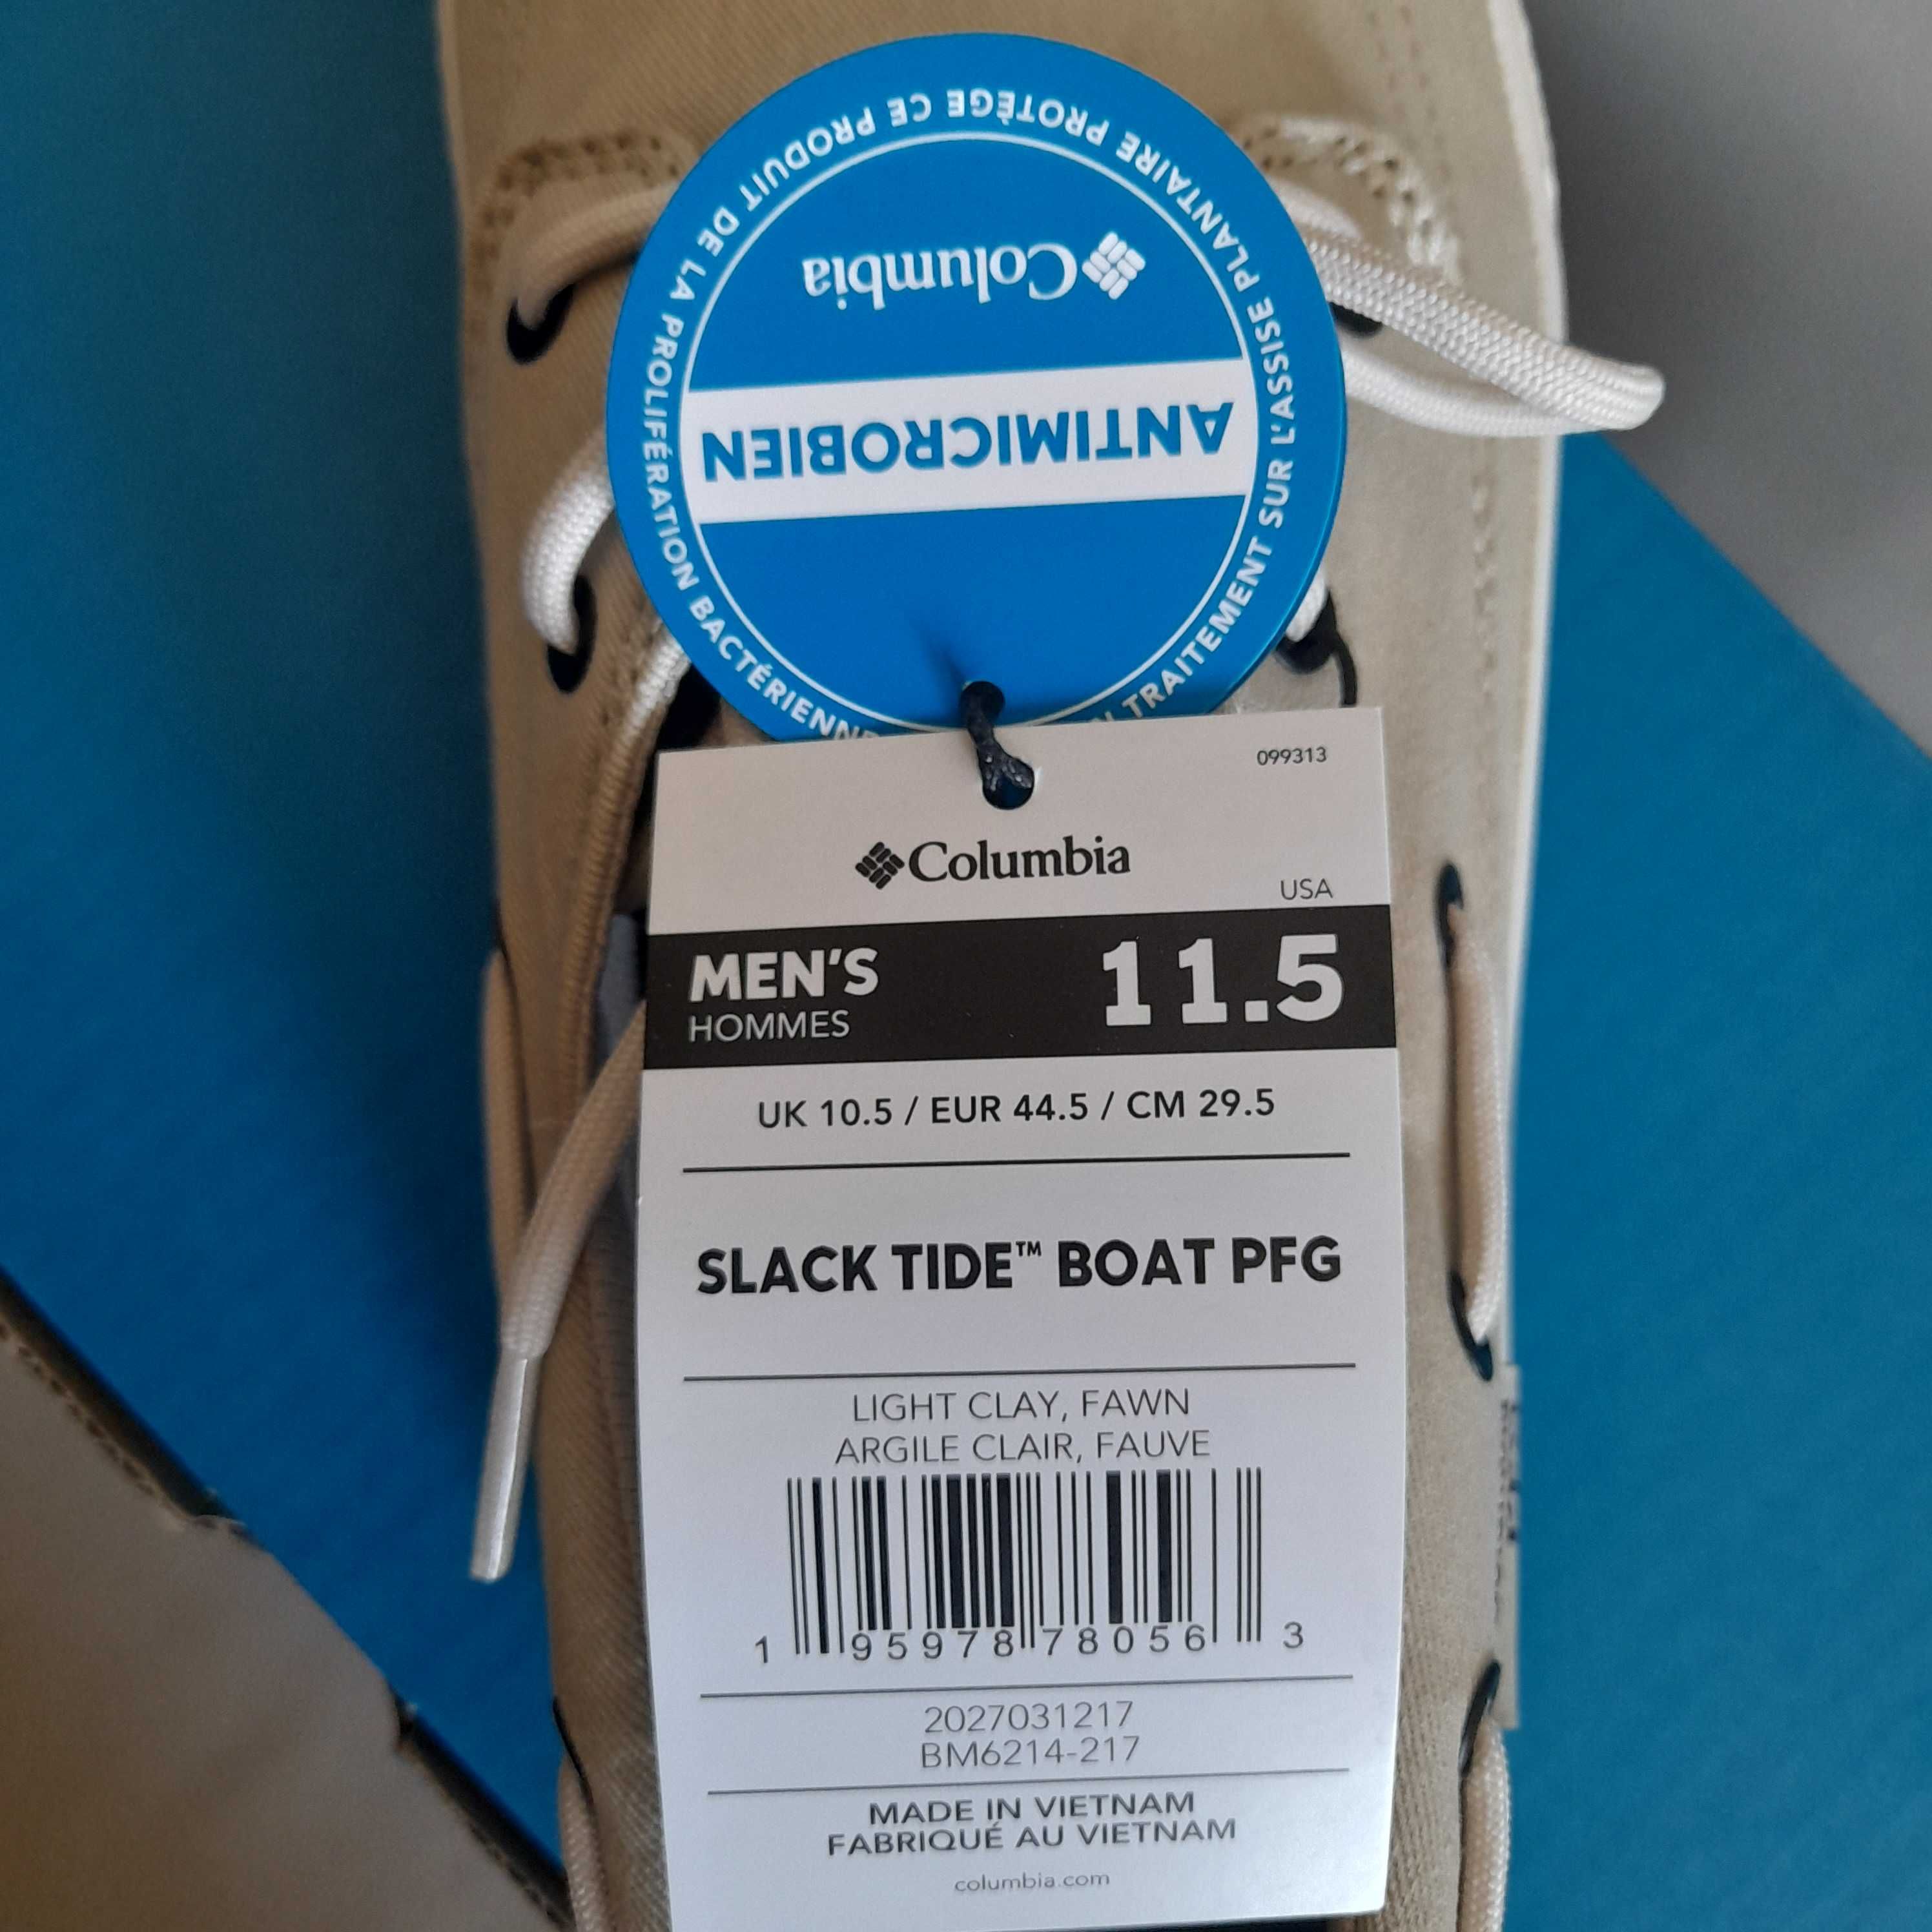 Columbia
ANTIMICROBIEN
TRAITEMENT SUR L'ASSISE PLANTAIRE PROTÈGE CE PRODUIT DE LA PROLIFÉRATION BACTÉRIENNE
099313
Columbia
USA
MEN'S 11.5
HOMMES
UK 10.5 / EUR 44.5 / CM 29.5
SLACK TIDE™ BOAT PFG
LIGHT CLAY, FAWN
ARGILE CLAIR, FAUVE
1 95978 78056 3
2027031217
BM6214-217
MADE IN VIETNAM
FABRIQUÉ AU VIETNAM
columbia.com